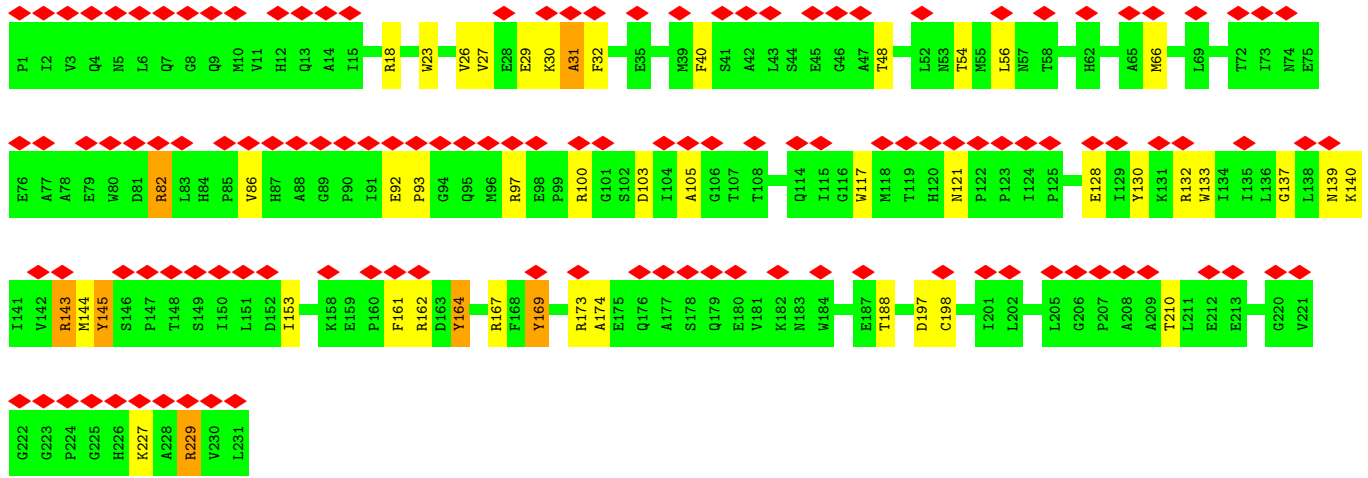 P1 I2 V3 Q4 N5 L6 Q7 G8 Q9 M10 V11 H12 Q13 A14 I15 R18 W23 V26 V27 E28 E29 K30 A31 F32 E35 M39 F40 S41 A42 L43 S44 E45 G46 A47 T48 L52 N53 T54 M55 L56 N57 T58 H62 A65 M66 L69 T72 I73 N74 E75
E76 A77 A78 E79 W80 D81 R82 L83 H84 P85 V86 H87 A88 G89 P90 I91 E92 P93 G94 Q95 M96 R97 E98 P99 R100 G101 S102 D103 I104 A105 G106 T107 T108 Q114 I115 G116 W117 M118 T119 H120 N121 P122 P123 I124 P125 E128 I129 Y130 K131 R132 W133 I134 I135 L136 G137 L138 N139 K140
I141 V142 R143 M144 Y145 S146 P147 T148 S149 I150 L151 D152 I153 K158 E159 P160 F161 R162 D163 Y164 R167 F168 Y169 R173 A174 E175 Q176 A177 S178 Q179 E180 V181 K182 N183 W184 E187 T188 D197 C198 I201 L202 L205 G206 P207 A208 A209 T210 L211 E212 E213 G220 V221
G222 G223 P224 G225 H226 K227 A228 R229 V230 L231